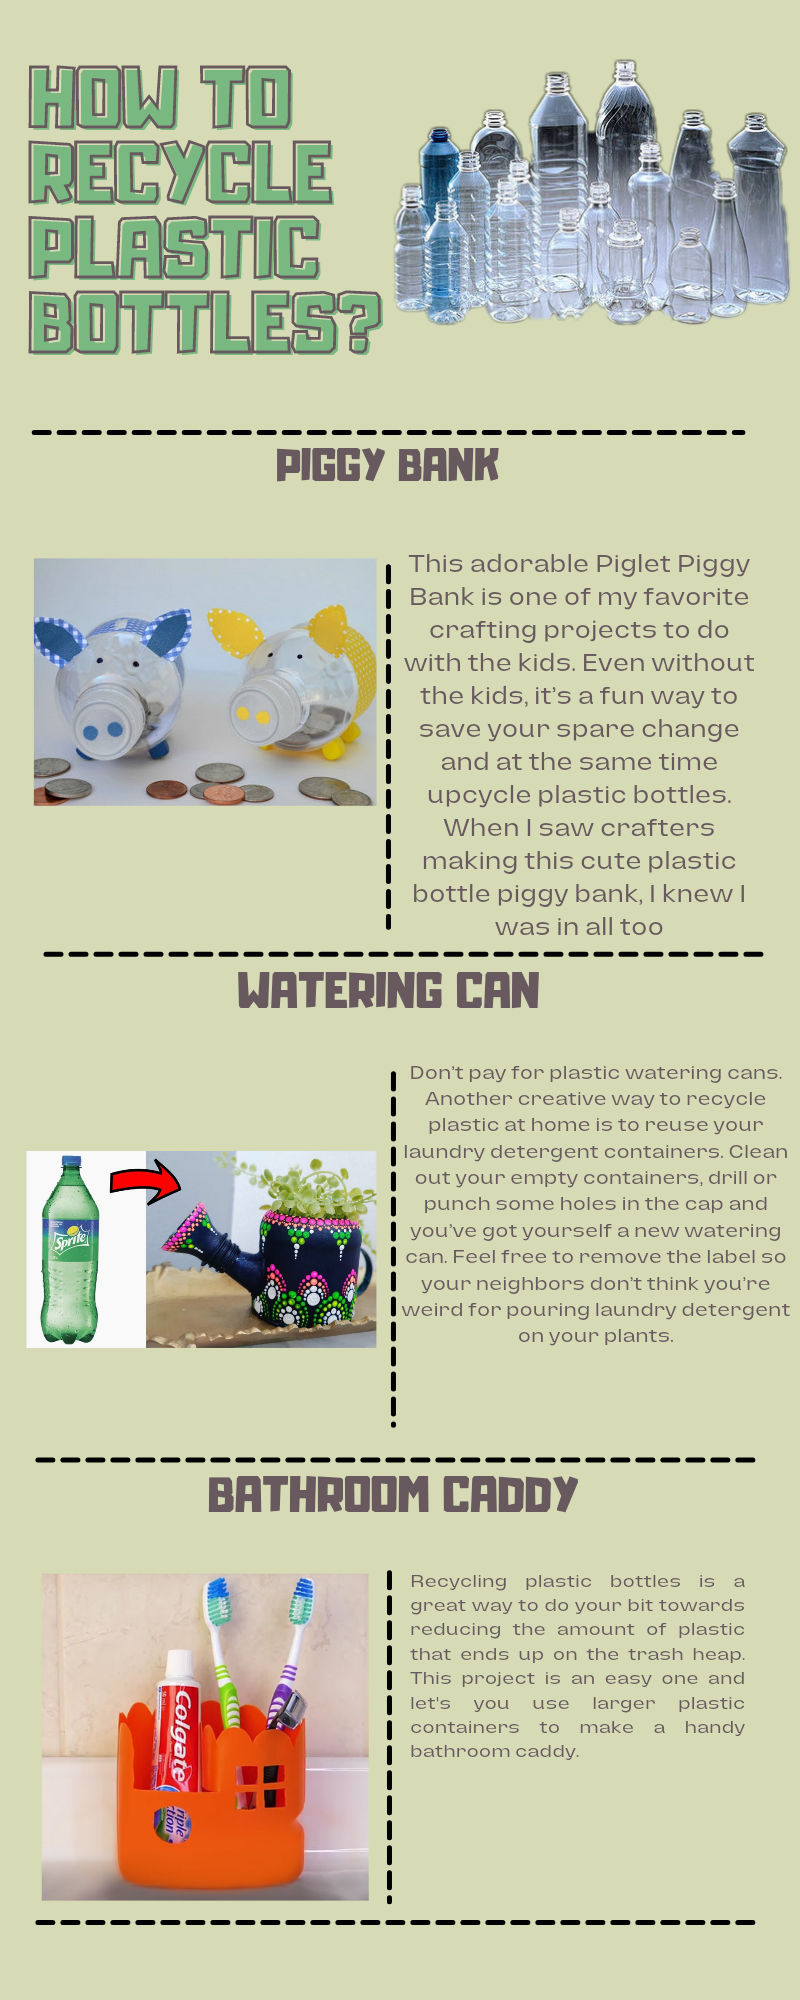 HOW TO
RECYCLE
PLASTIC
BOTTLES?
PIGGY BANK
This adorable Piglet Piggy
Bank is one of my favorite
crafting projects to do
with the kids. Even without
the kids, it's a fun way to
save your spare change
and at the same time
upcycle plastic bottles.
When I saw crafters
making this cute plastic
bottle piggy bank, I knew I
was in all too
WATERING CAN
Don't pay for plastic watering cans.
Another creative way to recycle
plastic at home is to reuse your
laundry detergent containers. Clean
out your empty containers, drill or
punch some holes in the cap and
you've got yourself a new watering
can. Feel free to remove the label so
your neighbors don't think you're
weird for pouring laundry detergent
on your plants.
Sprite
BATHROOM CADDY
Recycling plastic bottles is a
great way to do your bit towards
reducing the amount of plastic
that ends up on the trash heap.
This project is an easy one and
let's you use larger plastic
containers to make a handy
bathroom caddy.
Colgate